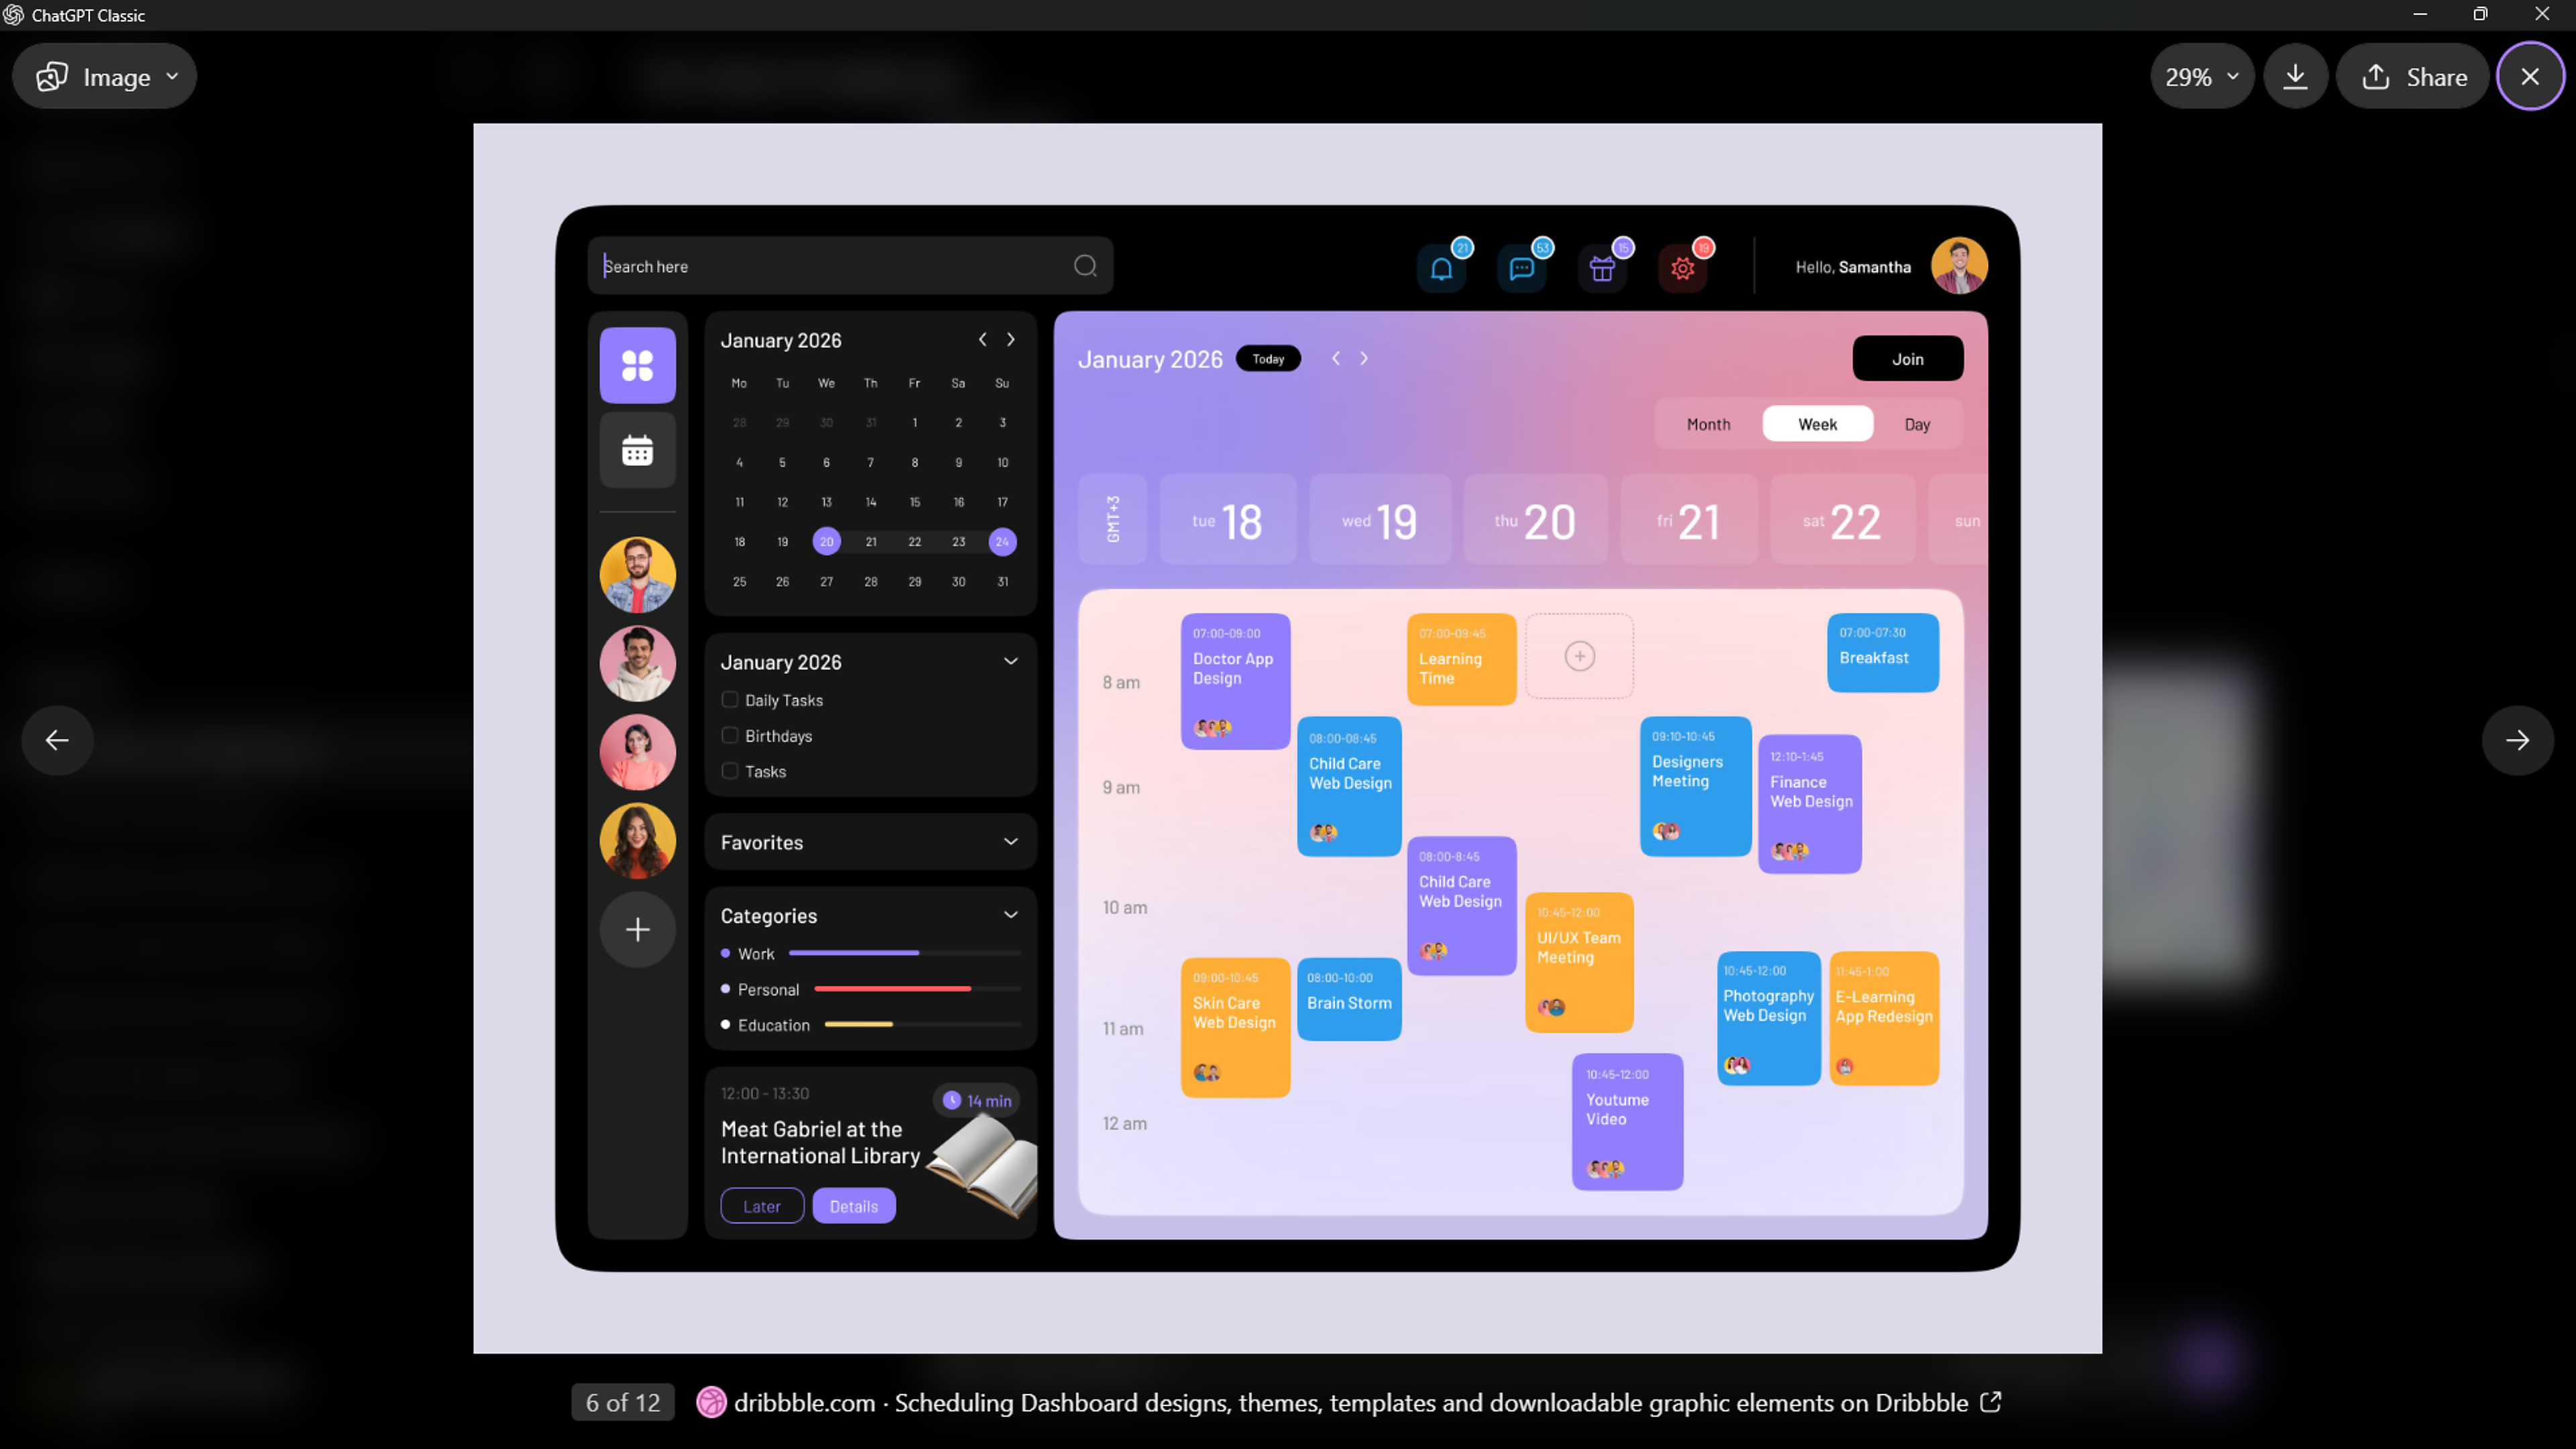 ChatGPT Classic
Image
29%
Share
Search here
21
53
15
19
Hello, Samantha
January 2026
Mo Tu We Th Fr Sa Su
28 29 30 31 1 2 3
4 5 6 7 8 9 10
11 12 13 14 15 16 17
18 19 20 21 22 23 24
25 26 27 28 29 30 31
January 2026
Daily Tasks
Birthdays
Tasks
Favorites
Categories
Work
Personal
Education
12:00 - 13:30
14 min
Meat Gabriel at the
International Library
Later
Details
January 2026
Today
Join
Month
Week
Day
GMT+3
tue 18
wed 19
thu 20
fri 21
sat 22
sun
8 am
9 am
10 am
11 am
12 am
07:00-09:00
Doctor App
Design
09:00-10:45
Skin Care
Web Design
08:00-08:45
Child Care
Web Design
08:00-10:00
Brain Storm
07:00-09:45
Learning
Time
08:00-8:45
Child Care
Web Design
10:45-12:00
UI/UX Team
Meeting
10:45-12:00
Youtume
Video
09:10-10:45
Designers
Meeting
12:10-1:45
Finance
Web Design
07:00-07:30
Breakfast
10:45-12:00
Photography
Web Design
11:45-1:00
E-Learning
App Redesign
6 of 12
dribbble.com · Scheduling Dashboard designs, themes, templates and downloadable graphic elements on Dribbble